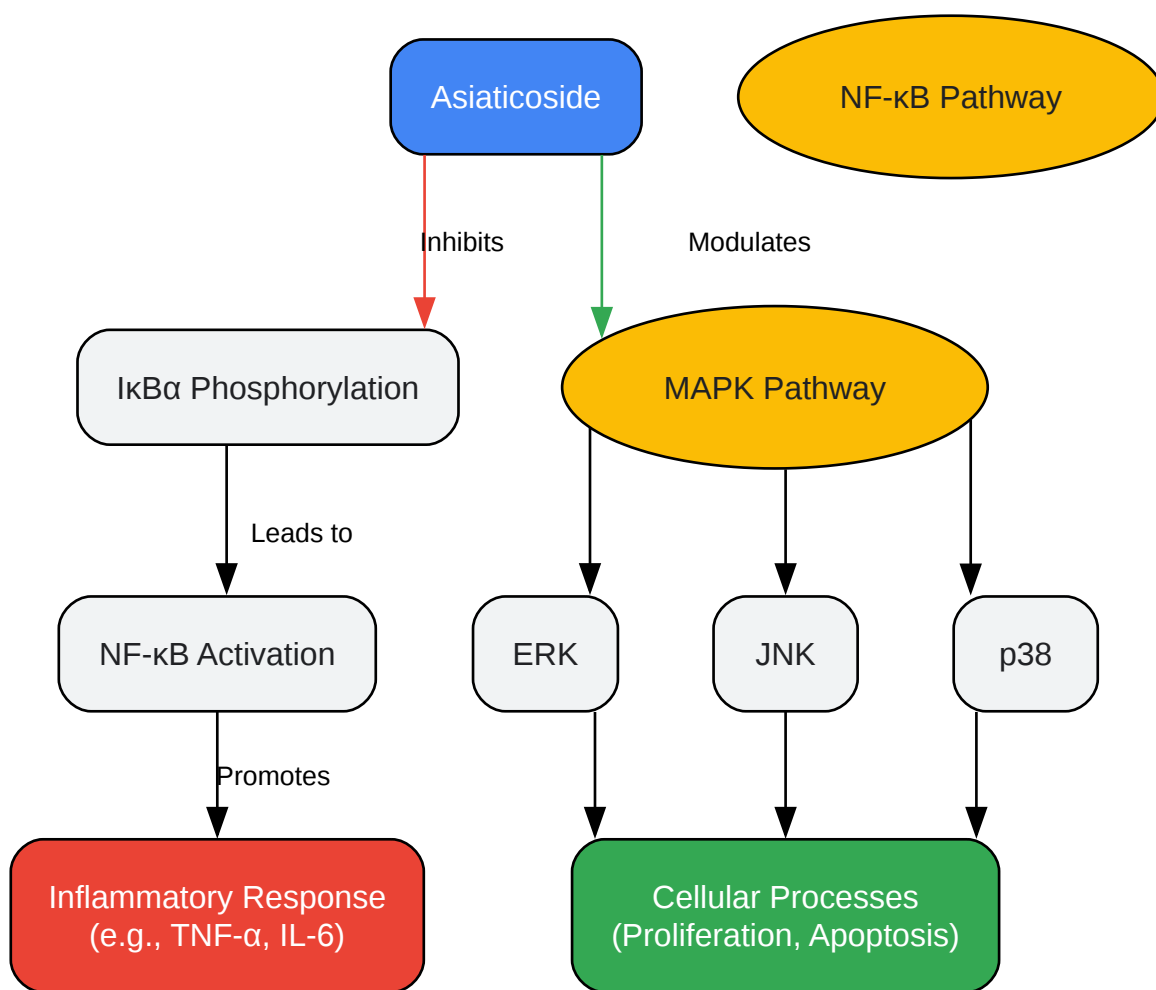 Asiaticoside
NF-κB Pathway
Inhibits
Modulates
IκBα Phosphorylation
MAPK Pathway
Leads to
NF-κB Activation
ERK
JNK
p38
Promotes
Inflammatory Response
(e.g., TNF-α, IL-6)
Cellular Processes
(Proliferation, Apoptosis)